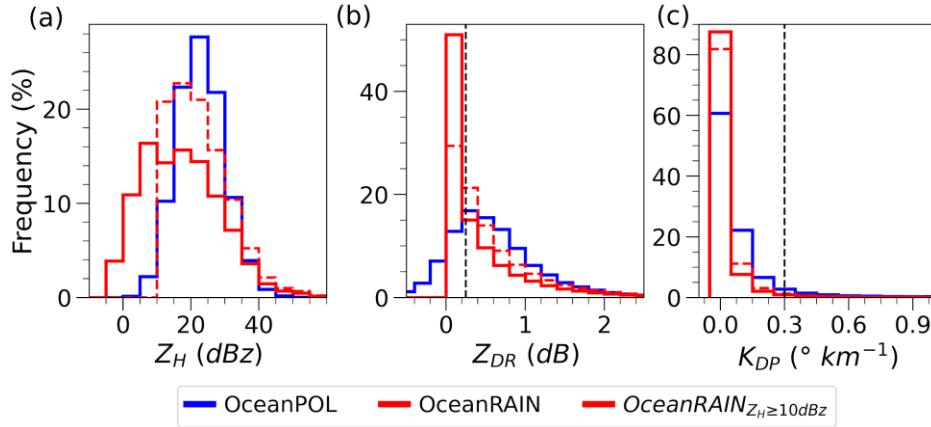 (a) (b) (c)
Frequency (%)
20
10
0
0 20 40
Z_H (dBz)
40
20
0
0 1 2
Z_DR (dB)
80
60
40
20
0
0.0 0.3 0.6 0.9
K_DP (° km⁻¹)
OceanPOL OceanRAIN OceanRAIN_{Z_H≥10dBz}